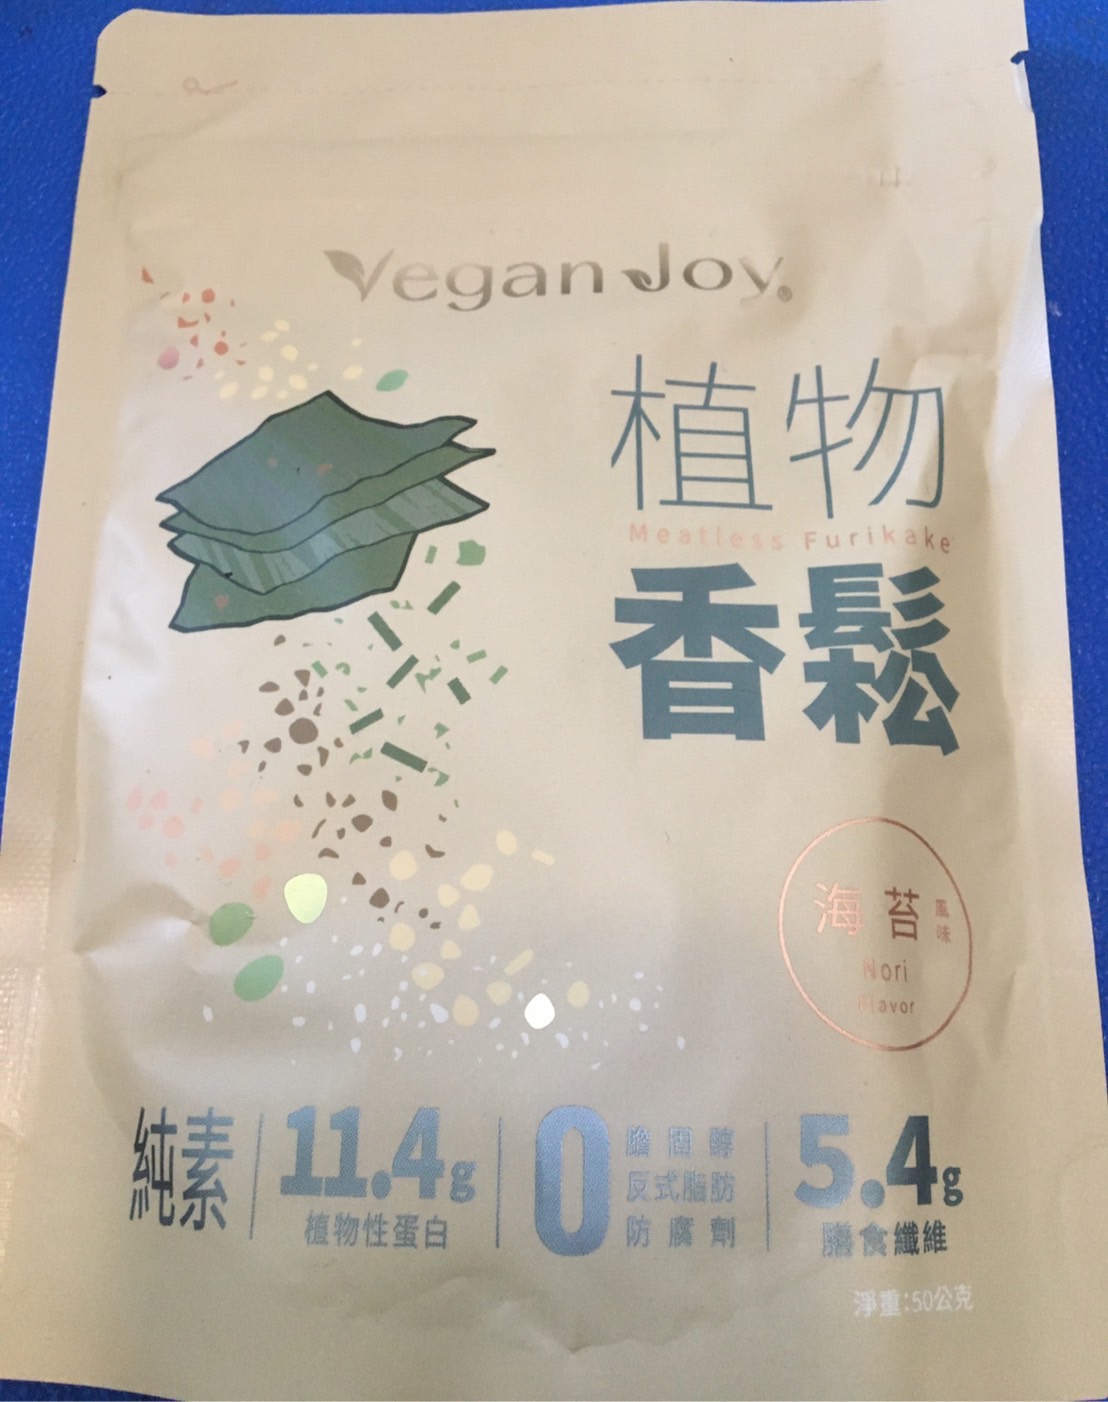 Vegan Joy®
植物
Meatless Furikake
香鬆
海苔風味
Nori
Flavor
純素
11.4g
植物性蛋白
0
膽固醇
反式脂肪
防腐劑
5.4g
膳食纖維
淨重:50公克